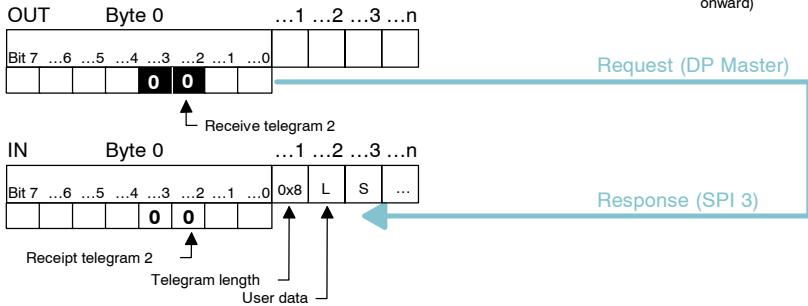 onward)
OUT Byte 0 …1 …2 …3 …n
Bit 7 …6 …5 …4 …3 …2 …1 …0
0 0
Request (DP Master)
Receive telegram 2
IN Byte 0 …1 …2 …3 …n
Bit 7 …6 …5 …4 …3 …2 …1 …0 0x8 L S …
0 0
Response (SPI 3)
Receipt telegram 2
Telegram length
User data